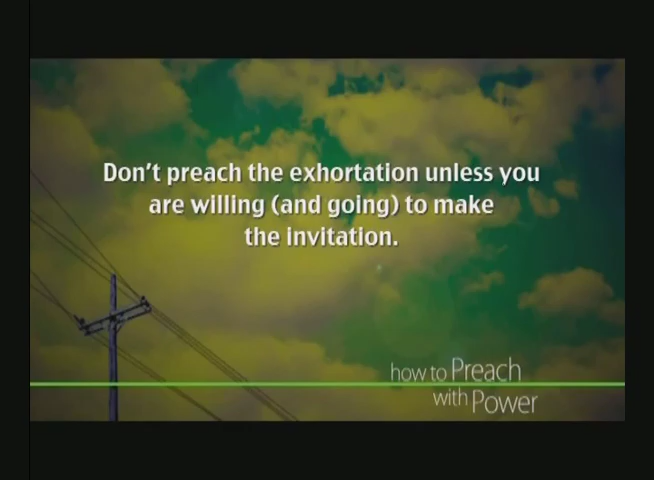 Don't preach the exhortation unless you
are willing (and going) to make
the invitation.
how to Preach
with Power